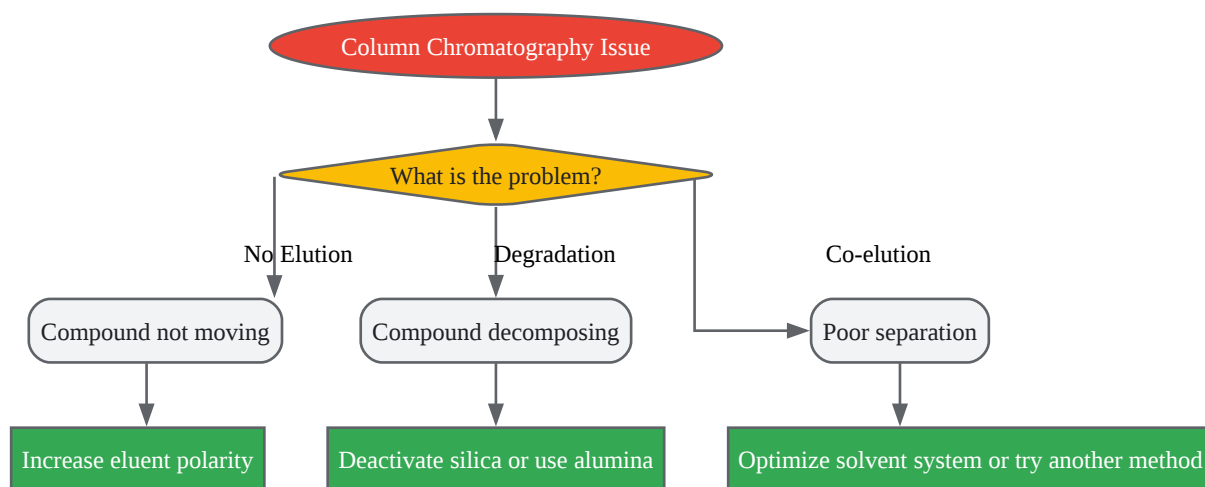 Column Chromatography Issue
What is the problem?
No Elution
Degradation
Co-elution
Compound not moving
Compound decomposing
Poor separation
Increase eluent polarity
Deactivate silica or use alumina
Optimize solvent system or try another method